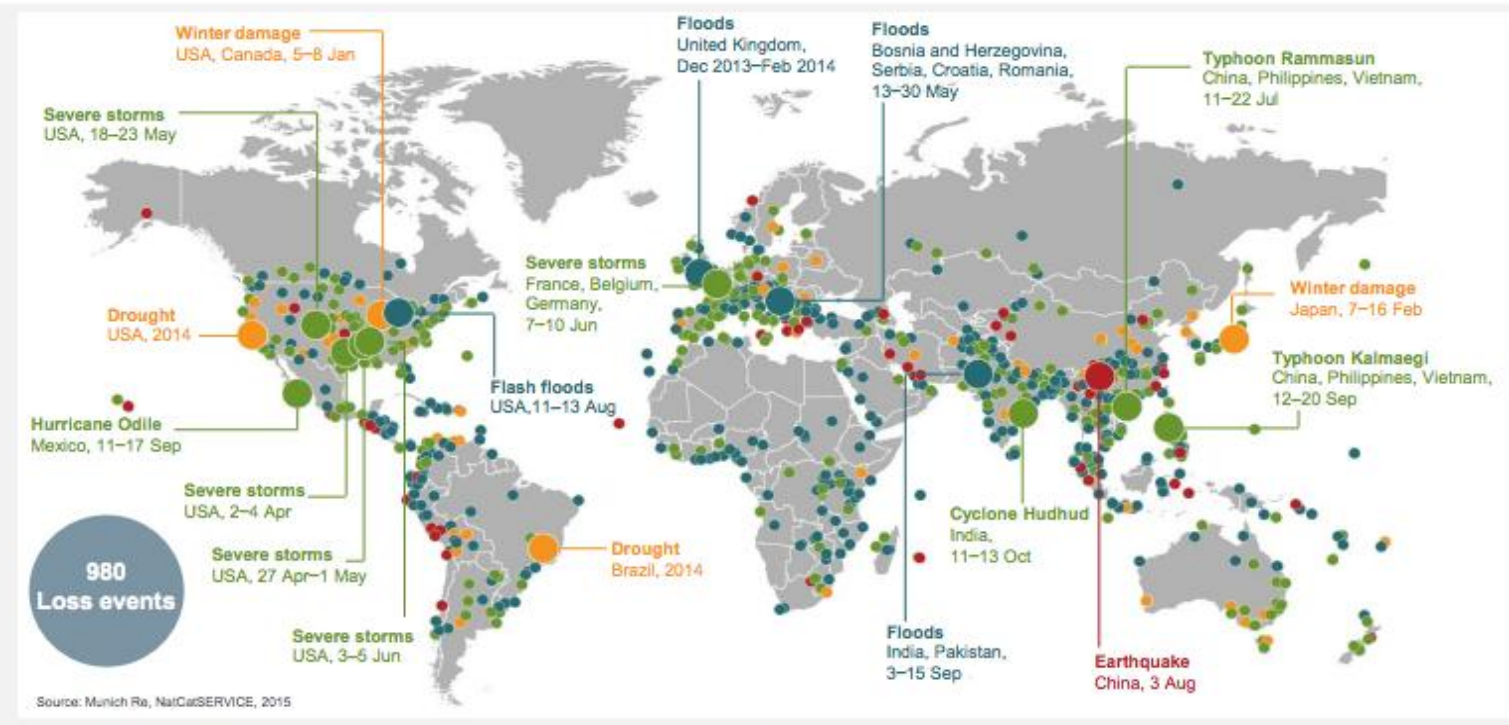 Winter damage
USA, Canada, 5–8 Jan
Floods
United Kingdom,
Dec 2013–Feb 2014
Floods
Bosnia and Herzegovina,
Serbia, Croatia, Romania,
13–30 May
Typhoon Rammasun
China, Philippines, Vietnam,
11–22 Jul
Severe storms
USA, 18–23 May
Severe storms
France, Belgium,
Germany,
7–10 Jun
Drought
USA, 2014
Winter damage
Japan, 7–16 Feb
Typhoon Kalmaegi
China, Philippines, Vietnam,
12–20 Sep
Flash floods
USA,11–13 Aug
Hurricane Odile
Mexico, 11–17 Sep
Severe storms
USA, 2–4 Apr
Cyclone Hudhud
India,
11–13 Oct
Severe storms
USA, 27 Apr–1 May
Drought
Brazil, 2014
980
Loss events
Severe storms
USA, 3–5 Jun
Floods
India, Pakistan,
3–15 Sep
Earthquake
China, 3 Aug
Source: Munich Re, NatCatSERVICE, 2015